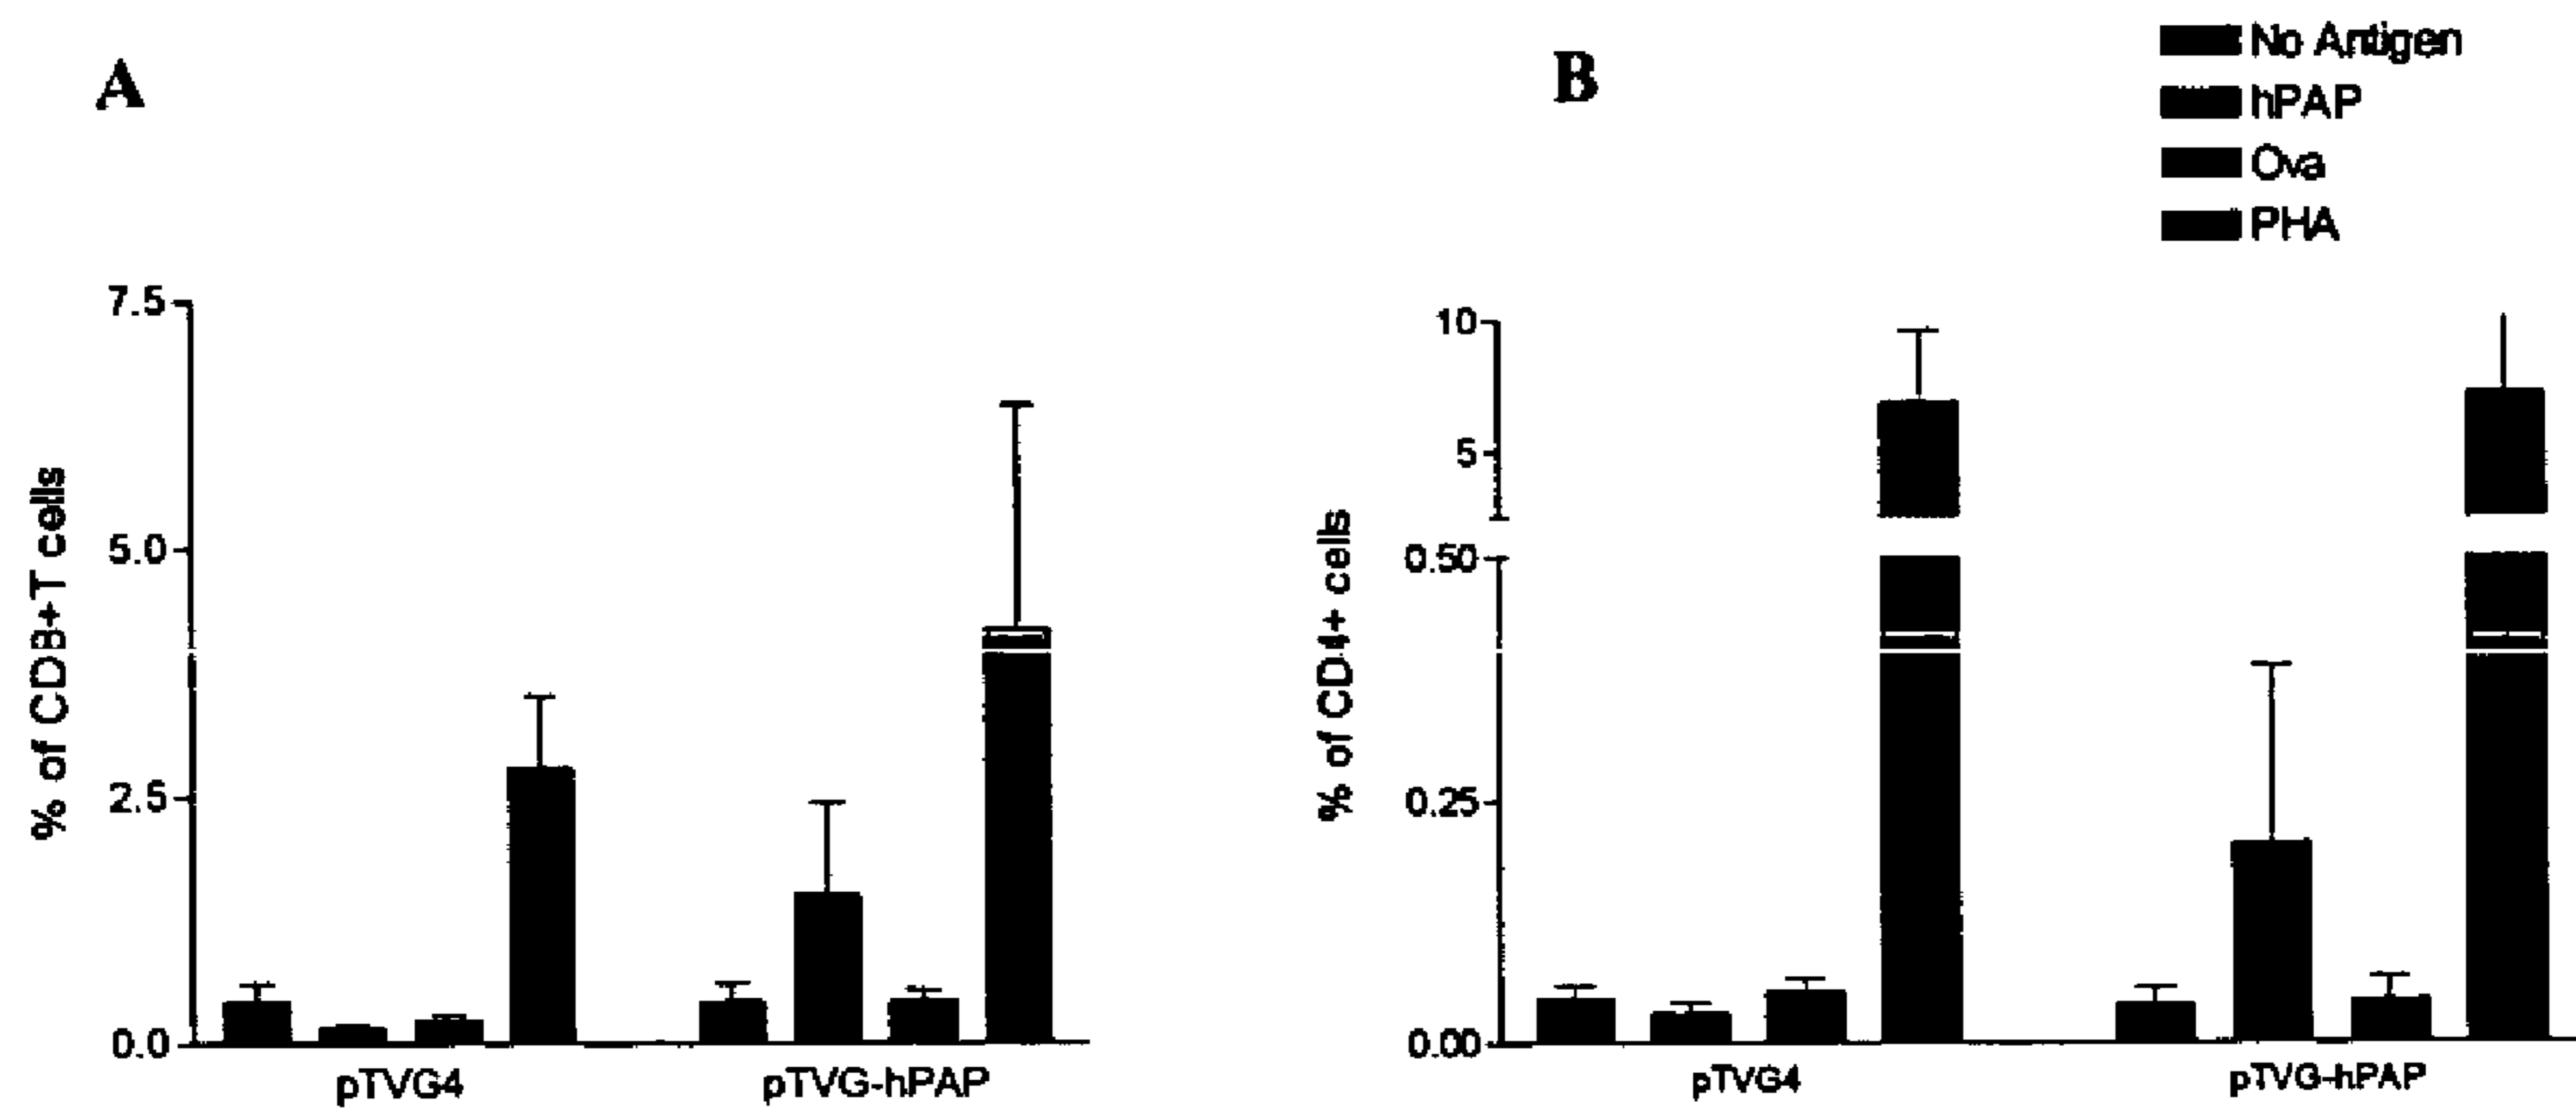 A
B
No Antigen
hPAP
Ova
PHA
% of CD8+T cells
7.5
5.0
2.5
0.0
pTVG4
pTVG-hPAP
% of CD4+ cells
10
5
0.50
0.25
0.00
pTVG4
pTVG-hPAP